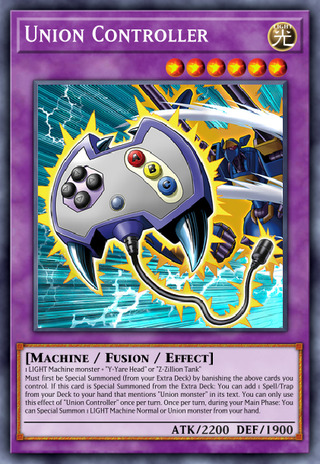 Union Controller
LIGHT
光
A
B
C
[Machine / Fusion / Effect]
1 LIGHT Machine monster + "Y-Yare Head" or "Z-Zillion Tank"
Must first be Special Summoned (from your Extra Deck) by banishing the above cards you
control. If this card is Special Summoned from the Extra Deck: You can add 1 Spell/Trap
from your Deck to your hand that mentions "Union monster" in its text. You can only use
this effect of "Union Controller" once per turn. Once per turn, during your Main Phase: You
can Special Summon 1 LIGHT Machine Normal or Union monster from your hand.
ATK/2200 DEF/1900